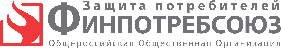 Защита потребителей
ФИНПОТРЕБСОЮЗ
Общероссийская Общественная Организация